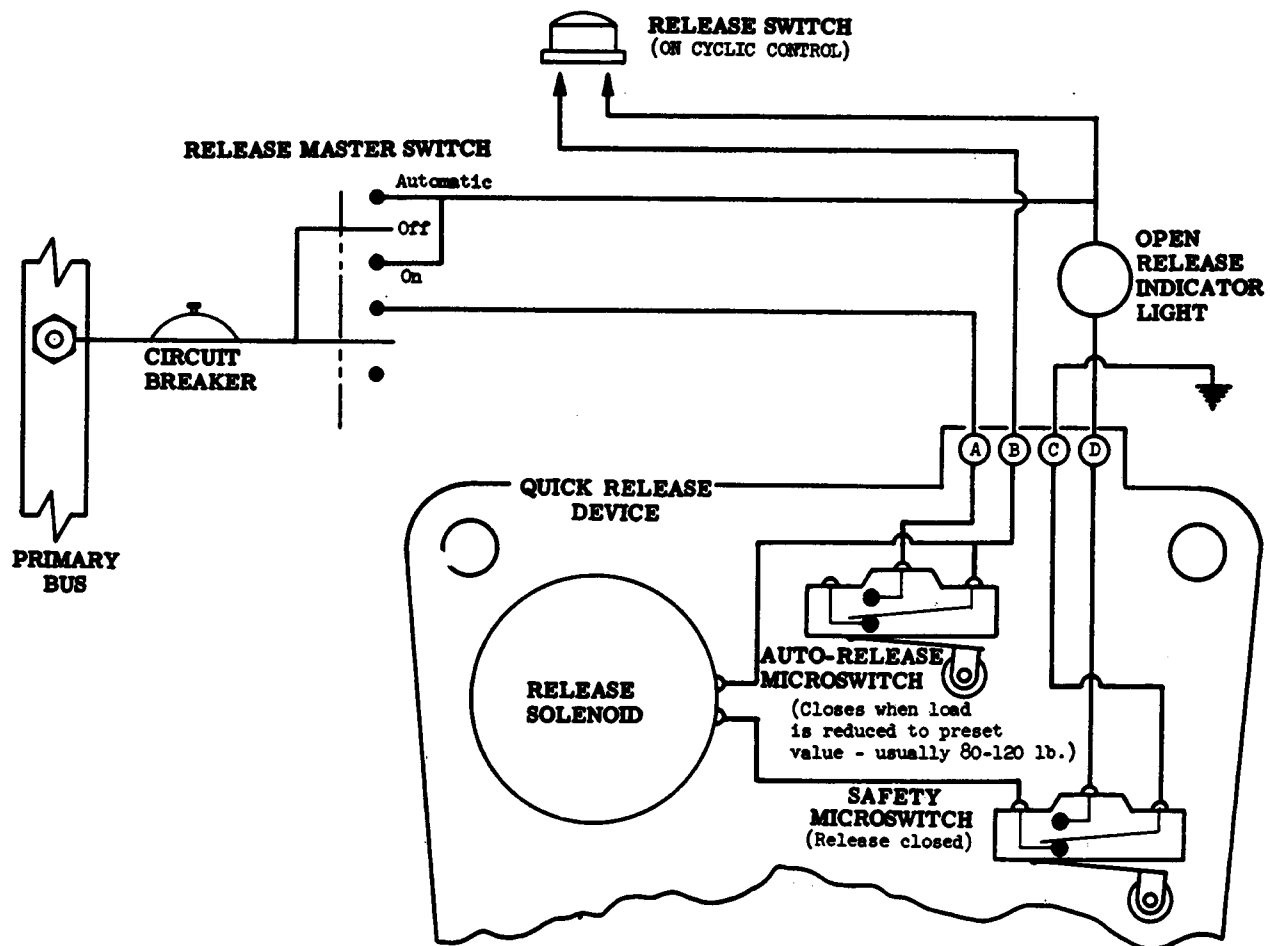 RELEASE SWITCH
(ON CYCLIC CONTROL)
RELEASE MASTER SWITCH
Automatic
Off
On
OPEN
RELEASE
INDICATOR
LIGHT
CIRCUIT
BREAKER
PRIMARY
BUS
A B C D
QUICK RELEASE
DEVICE
AUTO-RELEASE
MICROSWITCH
(Closes when load
is reduced to preset
value - usually 80-120 lb.)
RELEASE
SOLENOID
SAFETY
MICROSWITCH
(Release closed)